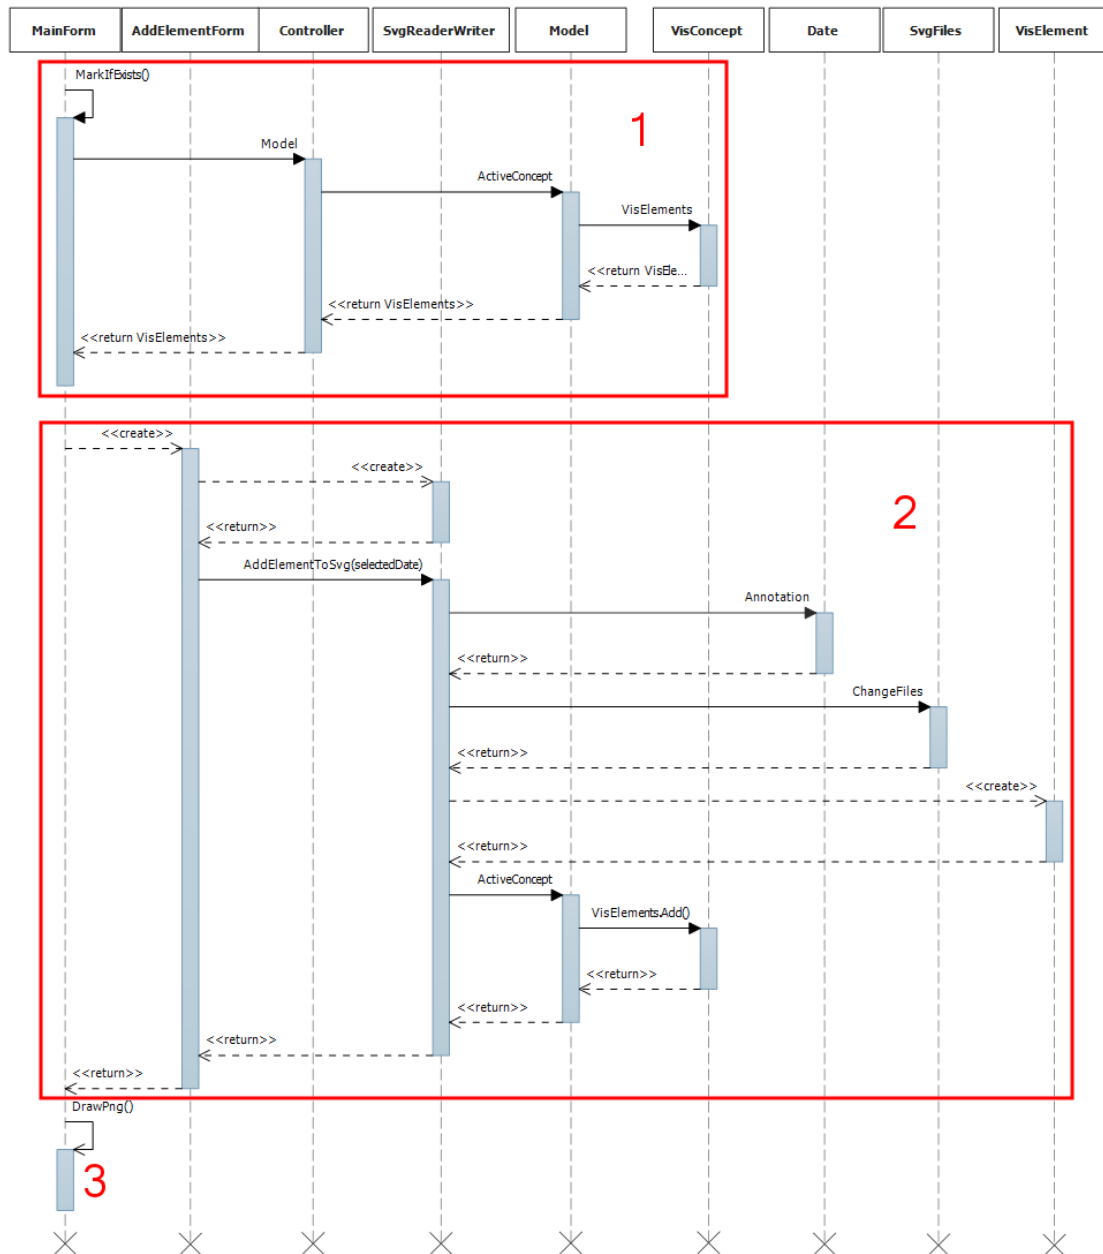 MainForm
AddElementForm
Controller
SvgReaderWriter
Model
VisConcept
Date
SvgFiles
VisElement
MarkIfExists()
1
Model
ActiveConcept
VisElements
<<return VisEle...
<<return VisElements>>
<<return VisElements>>
<<create>>
<<create>>
2
<<return>>
AddElementToSvg(selectedDate)
Annotation
<<return>>
ChangeFiles
<<return>>
<<create>>
<<return>>
ActiveConcept
VisElements.Add()
<<return>>
<<return>>
<<return>>
<<return>>
DrawPng()
3